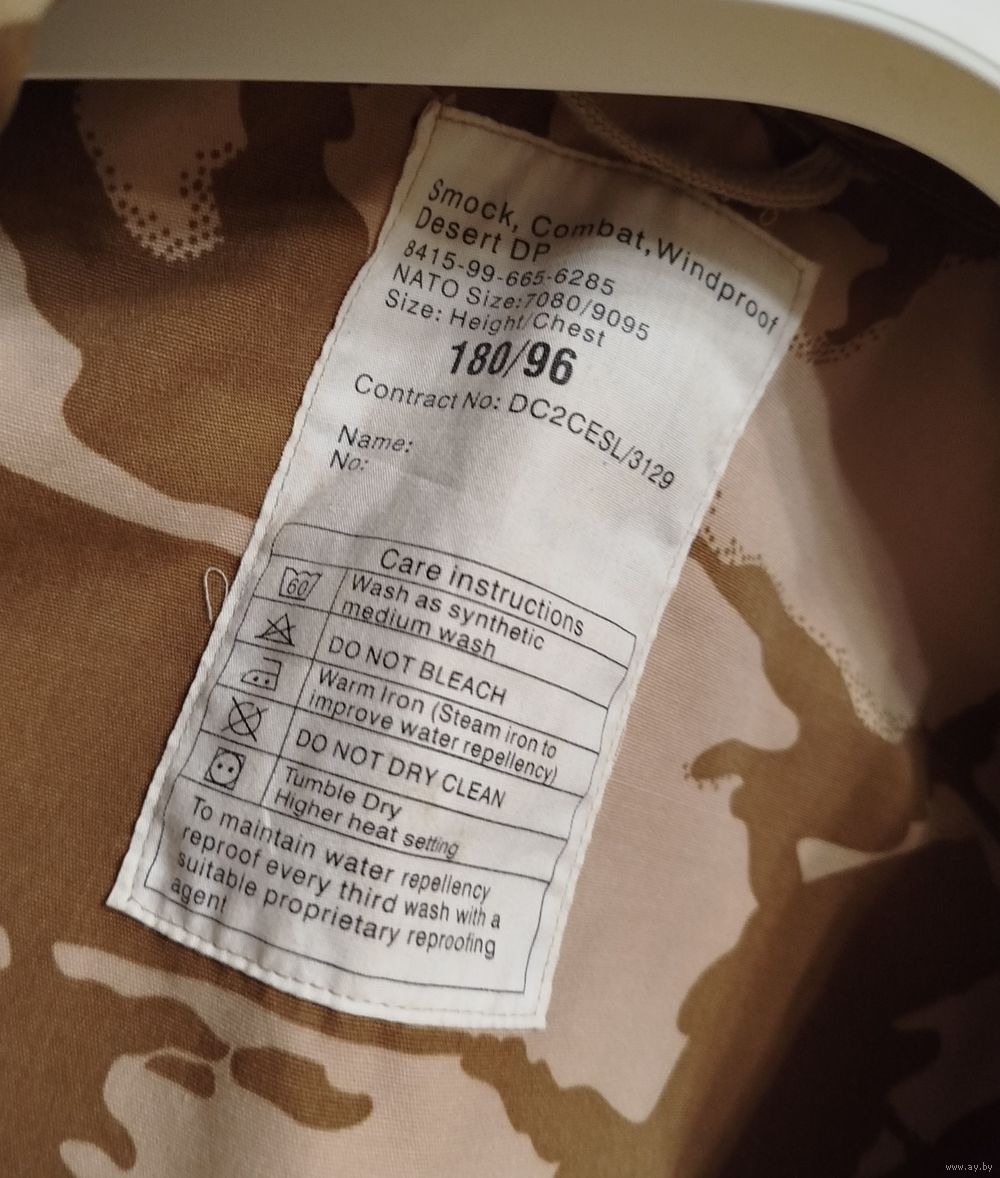 Smock, Combat,Windproof
Desert DP
8415-99-665-6285
NATO Size:7080/9095
Size: Height/Chest
180/96
Contract No: DC2CESL/3129
Name:
No:
Care instructions
60
Wash as synthetic
medium wash
DO NOT BLEACH
Warm Iron (Steam iron to
improve water repellency)
DO NOT DRY CLEAN
Tumble Dry
Higher heat setting
To maintain water repellency
reproof every third wash with a
suitable proprietary reproofing
agent
www.ay.by